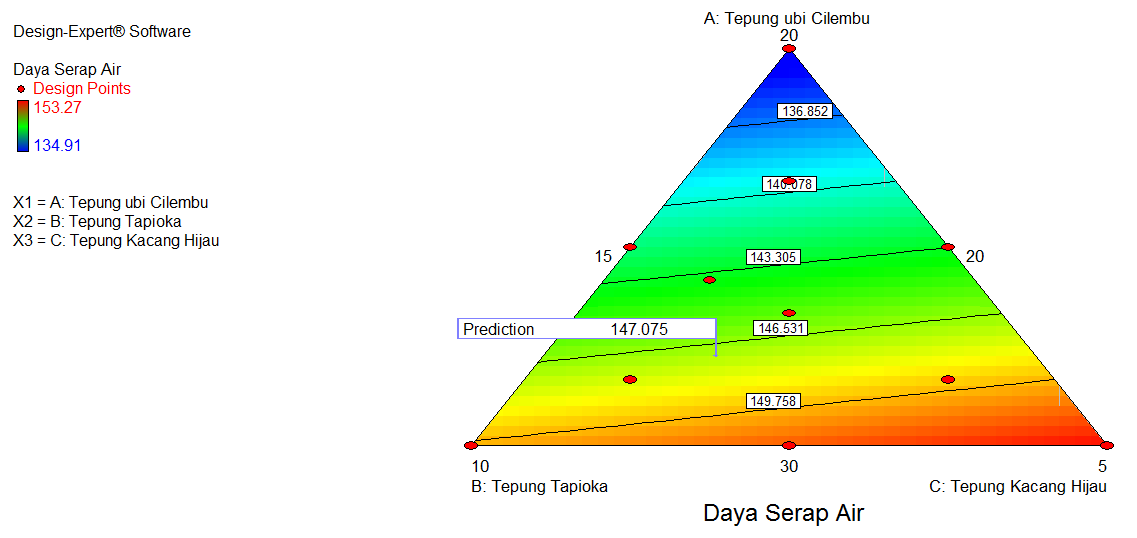 Design-Expert® Software
Daya Serap Air
Design Points
153.27
134.91
X1 = A: Tepung ubi Cilembu
X2 = B: Tepung Tapioka
X3 = C: Tepung Kacang Hijau
A: Tepung ubi Cilembu
20
136.852
140.078
15
143.305
20
Prediction 147.075
146.531
149.758
10
30
5
B: Tepung Tapioka
C: Tepung Kacang Hijau
Daya Serap Air